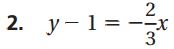 2. y − 1 = −2/3x